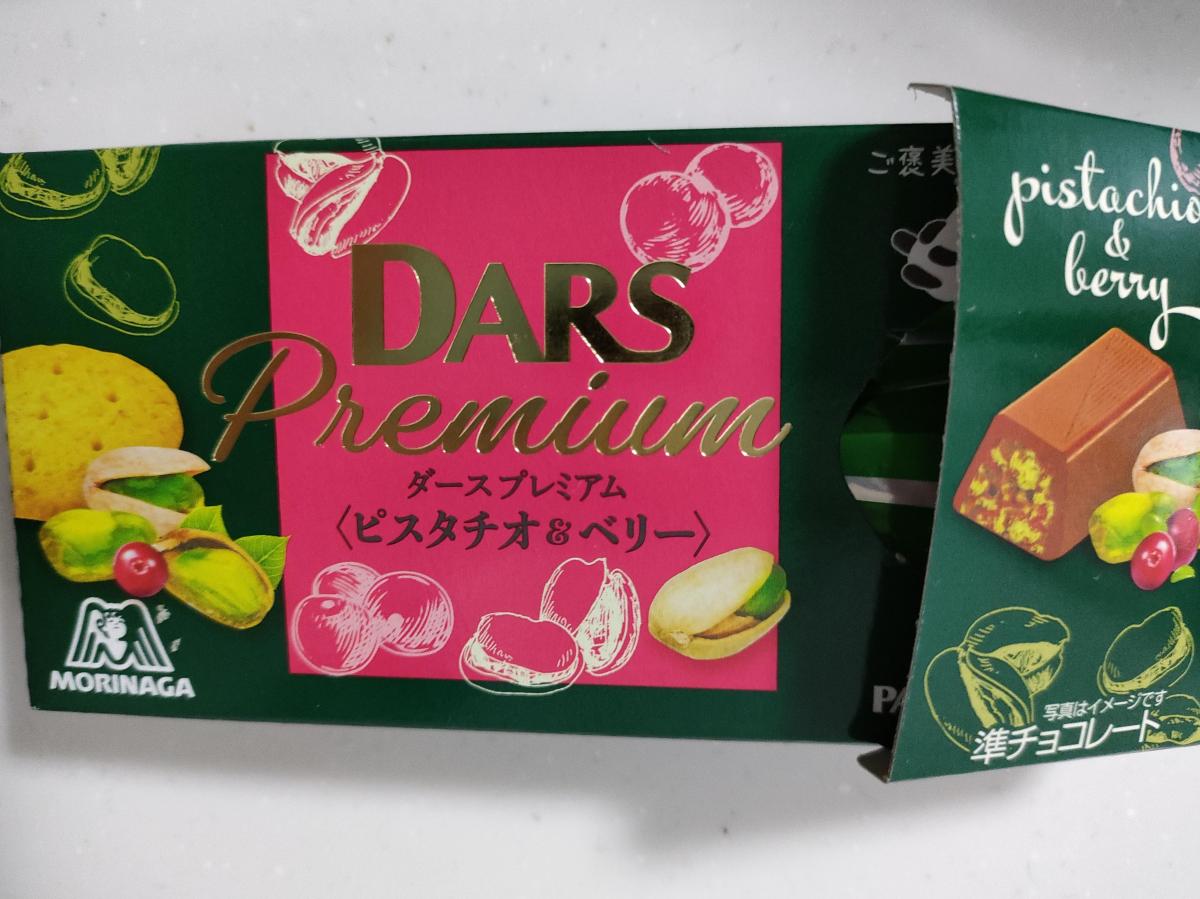 DARS
Premium
ダースプレミアム
〈ピスタチオ&ベリー〉
MORINAGA
ご褒美
pistachio
&
berry
写真はイメージです
準チョコレート